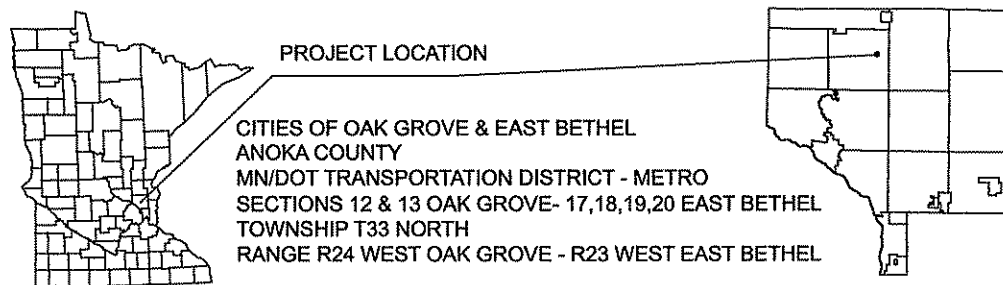 PROJECT LOCATION
CITIES OF OAK GROVE & EAST BETHEL
ANOKA COUNTY
MN/DOT TRANSPORTATION DISTRICT - METRO
SECTIONS 12 & 13 OAK GROVE- 17,18,19,20 EAST BETHEL
TOWNSHIP T33 NORTH
RANGE R24 WEST OAK GROVE - R23 WEST EAST BETHEL